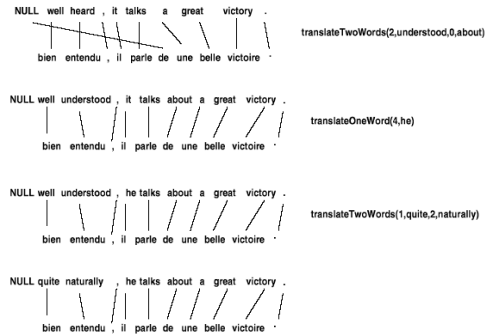 NULL well heard , it talks a great victory .
translateTwoWords(2,understood,0,about)
bien entendu , il parle de une belle victoire .
NULL well understood , it talks about a great victory .
translateOneWord(4,he)
bien entendu , il parle de une belle victoire .
NULL well understood , he talks about a great victory .
translateTwoWords(1,quite,2,naturally)
bien entendu , il parle de une belle victoire .
NULL quite naturally , he talks about a great victory .
bien entendu , il parle de une belle victoire .